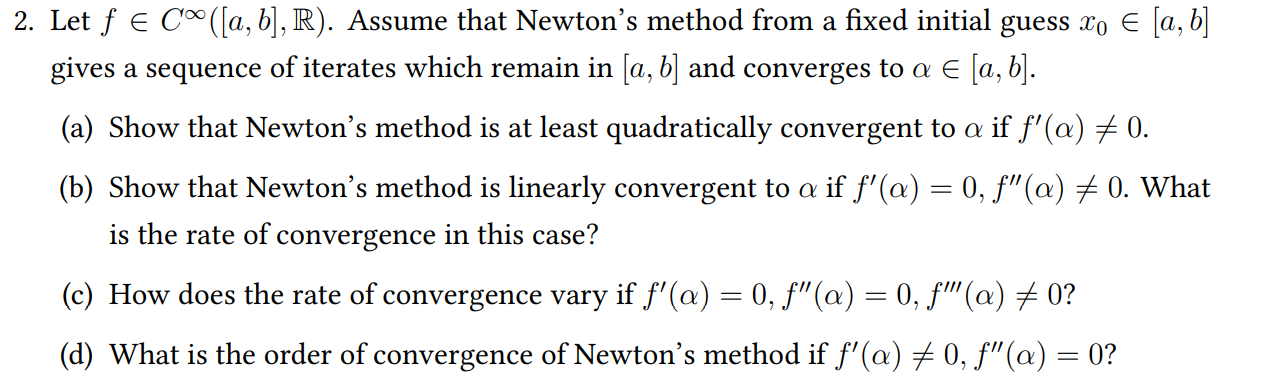 2. Let f ∈ C^∞([a, b], ℝ). Assume that Newton's method from a fixed initial guess x₀ ∈ [a, b]
gives a sequence of iterates which remain in [a, b] and converges to α ∈ [a, b].
(a) Show that Newton's method is at least quadratically convergent to α if f′(α) ≠ 0.
(b) Show that Newton's method is linearly convergent to α if f′(α) = 0, f″(α) ≠ 0. What
is the rate of convergence in this case?
(c) How does the rate of convergence vary if f′(α) = 0, f″(α) = 0, f‴(α) ≠ 0?
(d) What is the order of convergence of Newton's method if f′(α) ≠ 0, f″(α) = 0?